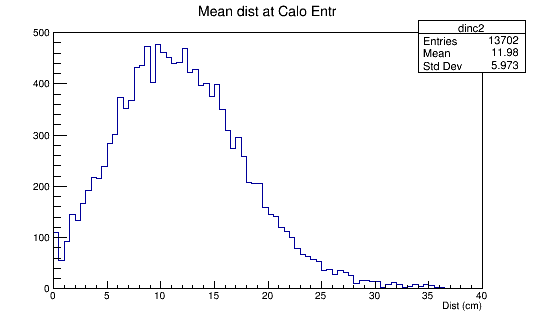 Mean dist at Calo Entr
dinc2
Entries 13702
Mean 11.98
Std Dev 5.973
500
400
300
200
100
0
0 5 10 15 20 25 30 35 40
Dist (cm)